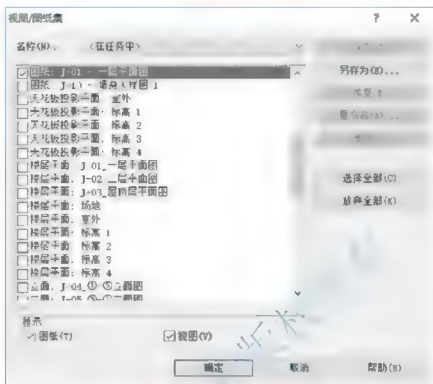 视图/图纸集
名称(N): 〈在任务中〉
图纸: J-01 - 一层平面图
另存为(S)...
图纸
天花板投影平面: 室外
天花板投影平面: 标高 1
天花板投影平面: 标高 2
天花板投影平面: 标高 3
天花板投影平面: 标高 4
楼层平面: J-01_一层平面图
楼层平面: J-02_二层平面图
选择全部(C)
楼层平面: J-03_屋顶层平面图
楼层平面: 场地
放弃全部(K)
楼层平面: 室外
楼层平面: 标高 1
楼层平面: 标高 2
楼层平面: 标高 3
楼层平面: 标高 4
立面: J-04_①-⑤立面图
立面: J-05_⑤-①立面图
显示
图纸(T) 视图(V)
确定 取消 帮助(H)